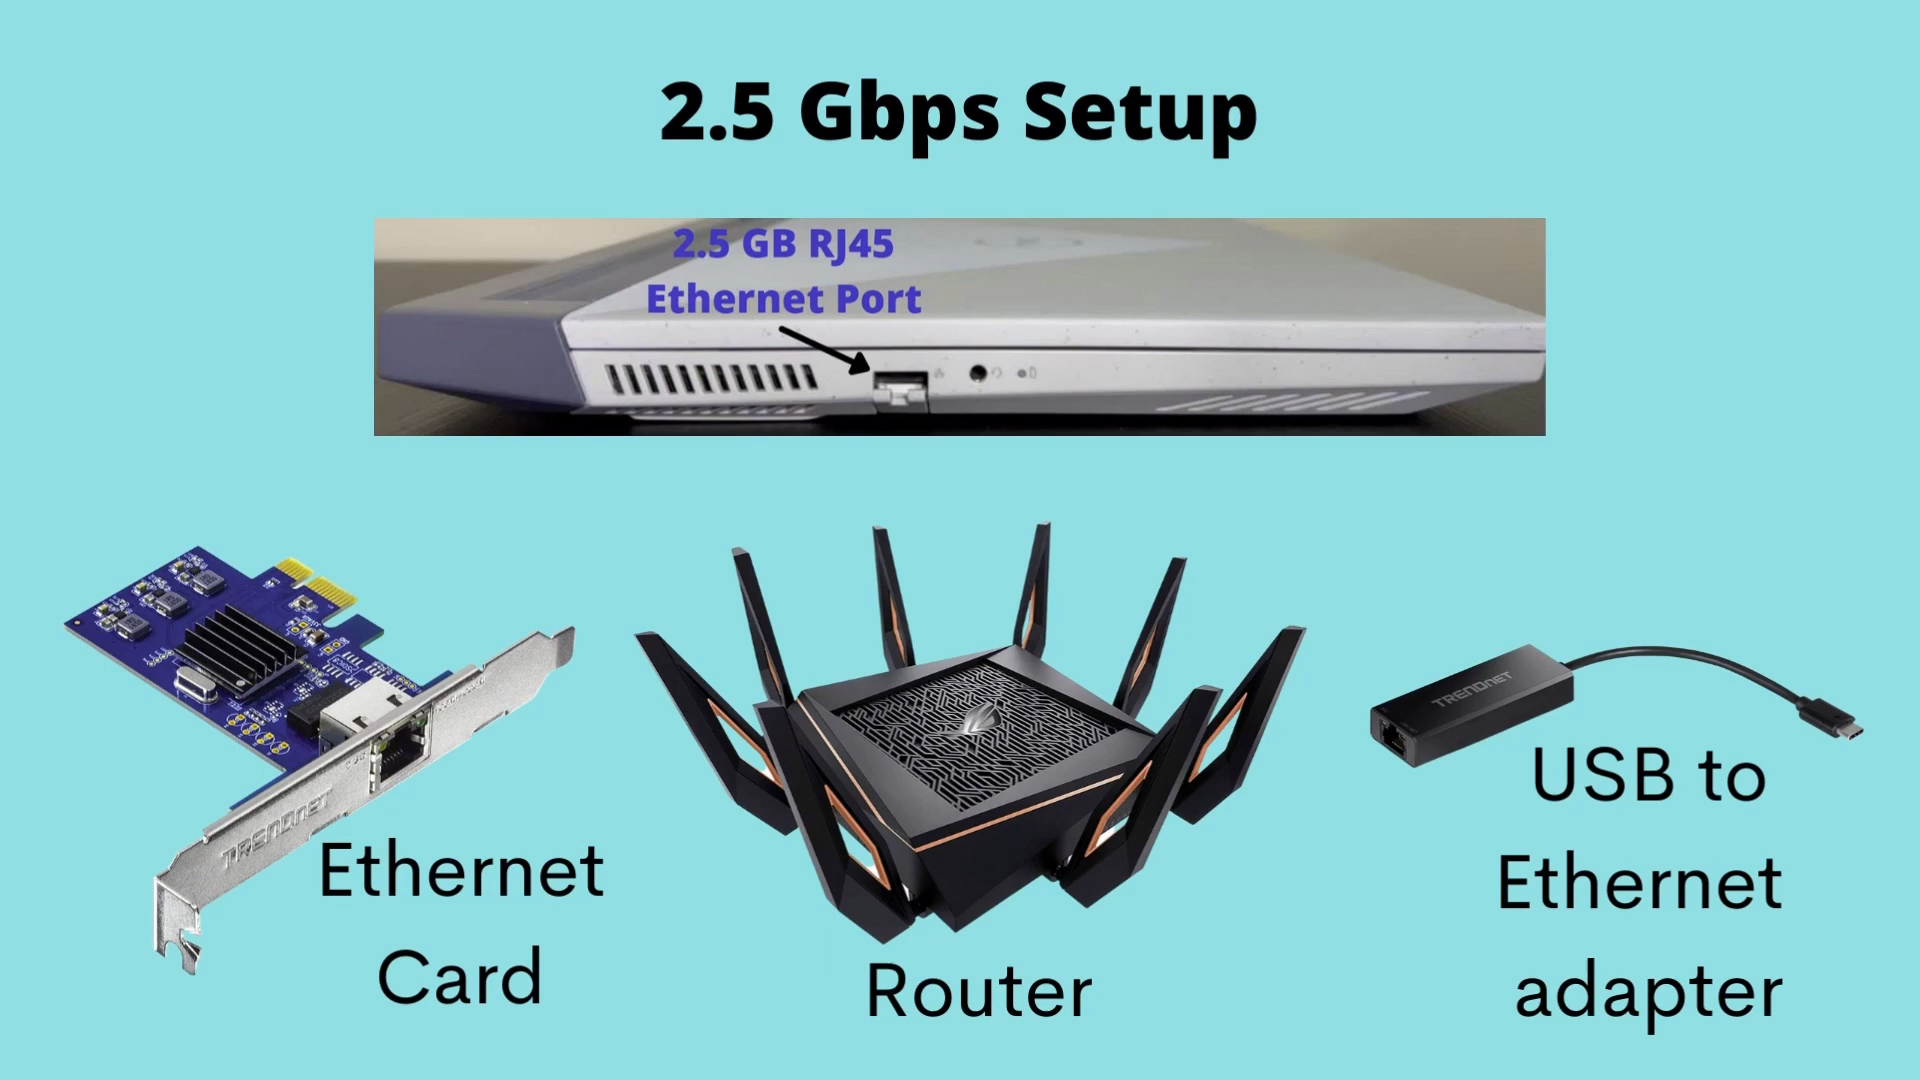 2.5 Gbps Setup
2.5 GB RJ45
Ethernet Port
TRENDNET
Ethernet
Card
Router
TRENDNET
USB to
Ethernet
adapter